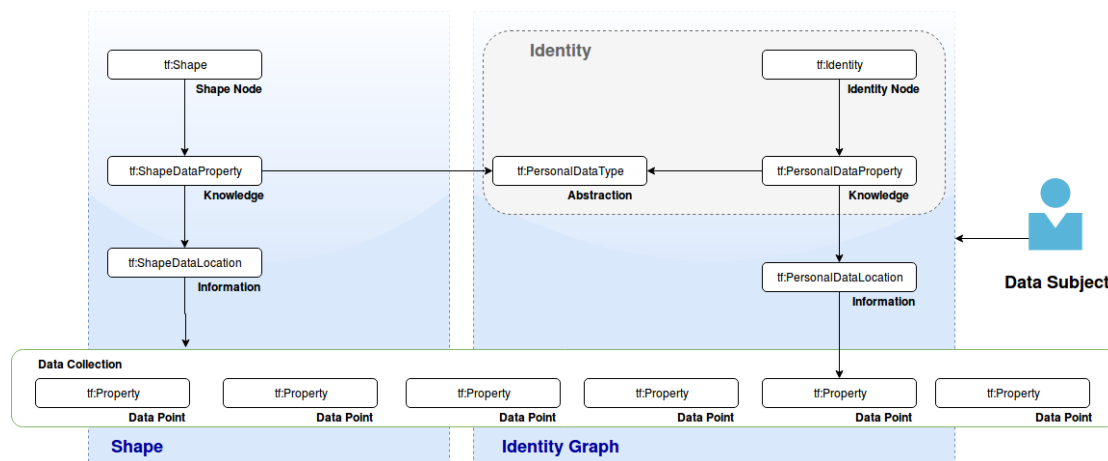 Identity
tf:Shape
Shape Node
tf:Identity
Identity Node
tf:ShapeDataProperty
Knowledge
tf:PersonalDataType
Abstraction
tf:PersonalDataProperty
Knowledge
tf:ShapeDataLocation
Information
tf:PersonalDataLocation
Information
Data Subject
Data Collection
tf:Property
Data Point
tf:Property
Data Point
tf:Property
Data Point
tf:Property
Data Point
tf:Property
Data Point
tf:Property
Data Point
Shape
Identity Graph